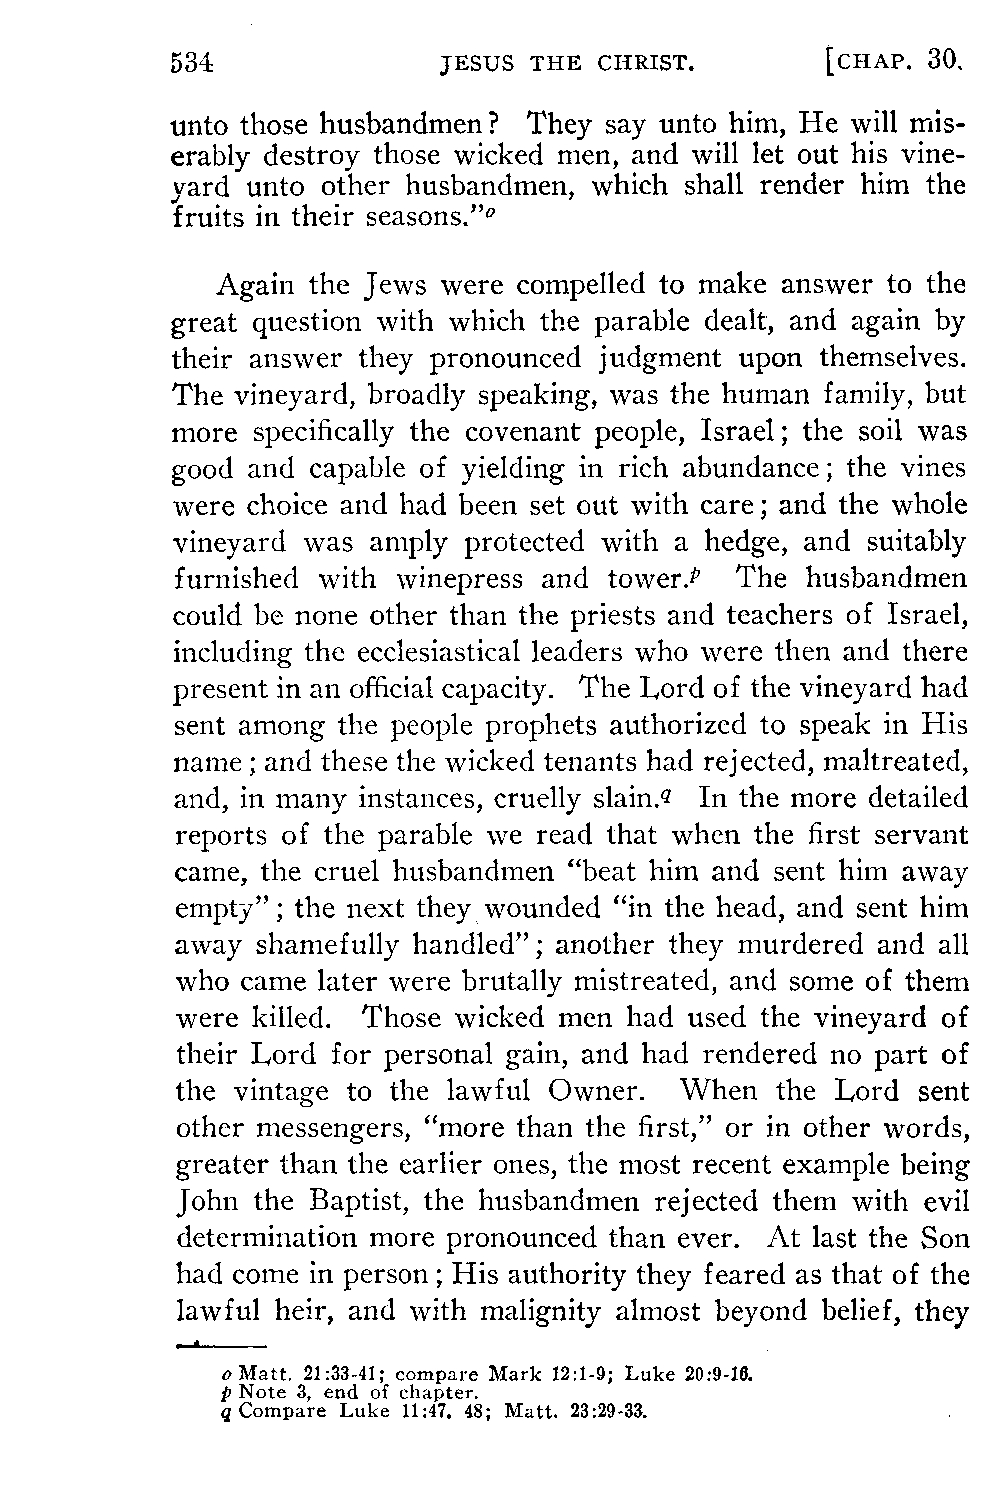 534 JESUS THE CHRIST. [CHAP. 30.
unto those husbandmen? They say unto him, He will mis-
erably destroy those wicked men, and will let out his vine-
yard unto other husbandmen, which shall render him the
fruits in their seasons."o
Again the Jews were compelled to make answer to the
great question with which the parable dealt, and again by
their answer they pronounced judgment upon themselves.
The vineyard, broadly speaking, was the human family, but
more specifically the covenant people, Israel; the soil was
good and capable of yielding in rich abundance; the vines
were choice and had been set out with care; and the whole
vineyard was amply protected with a hedge, and suitably
furnished with winepress and tower.p The husbandmen
could be none other than the priests and teachers of Israel,
including the ecclesiastical leaders who were then and there
present in an official capacity. The Lord of the vineyard had
sent among the people prophets authorized to speak in His
name; and these the wicked tenants had rejected, maltreated,
and, in many instances, cruelly slain.q In the more detailed
reports of the parable we read that when the first servant
came, the cruel husbandmen "beat him and sent him away
empty"; the next they wounded "in the head, and sent him
away shamefully handled"; another they murdered and all
who came later were brutally mistreated, and some of them
were killed. Those wicked men had used the vineyard of
their Lord for personal gain, and had rendered no part of
the vintage to the lawful Owner. When the Lord sent
other messengers, "more than the first," or in other words,
greater than the earlier ones, the most recent example being
John the Baptist, the husbandmen rejected them with evil
determination more pronounced than ever. At last the Son
had come in person; His authority they feared as that of the
lawful heir, and with malignity almost beyond belief, they
o Matt. 21:33-41; compare Mark 12:1-9; Luke 20:9-16.
p Note 3, end of chapter.
q Compare Luke 11:47, 48; Matt. 23:29-33.